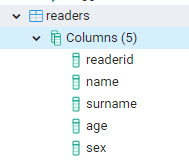 readers
Columns (5)
readerid
name
surname
age
sex